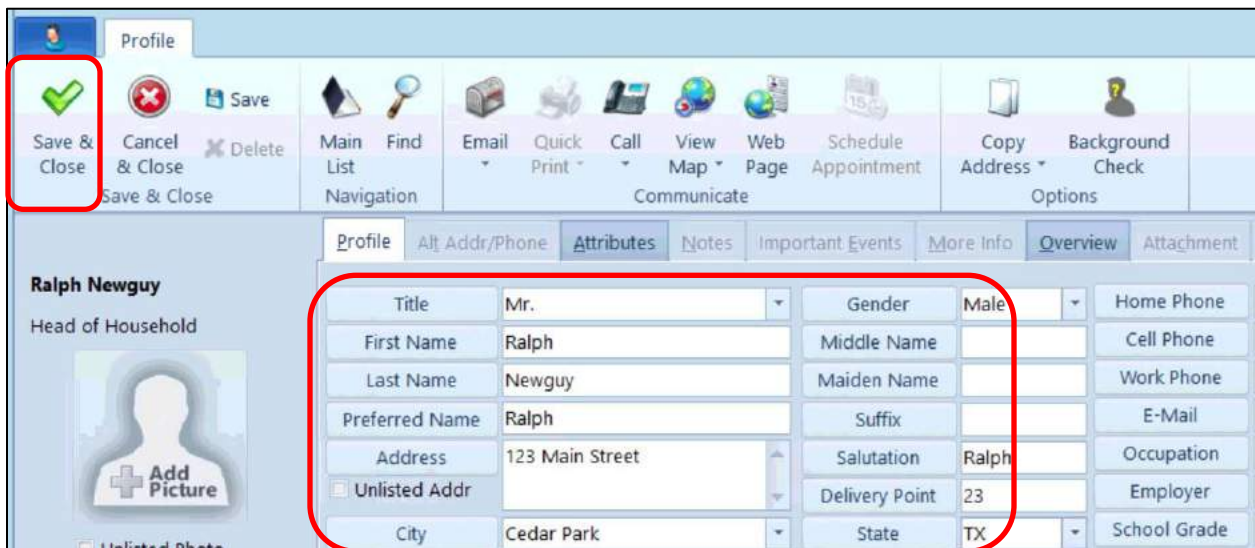 Profile
Save & Close
Cancel & Close
Save
Delete
Save & Close
Main List
Find
Navigation
Email
Quick Print
Call
View Map
Web Page
Schedule Appointment
Communicate
Copy Address
Background Check
Options
Profile Alt Addr/Phone Attributes Notes Important Events More Info Overview Attachment
Ralph Newguy
Head of Household
Add Picture
Unlisted Photo
Title Mr. Gender Male Home Phone
First Name Ralph Middle Name Cell Phone
Last Name Newguy Maiden Name Work Phone
Preferred Name Ralph Suffix E-Mail
Address 123 Main Street Salutation Ralph Occupation
Unlisted Addr Delivery Point 23 Employer
City Cedar Park State TX School Grade